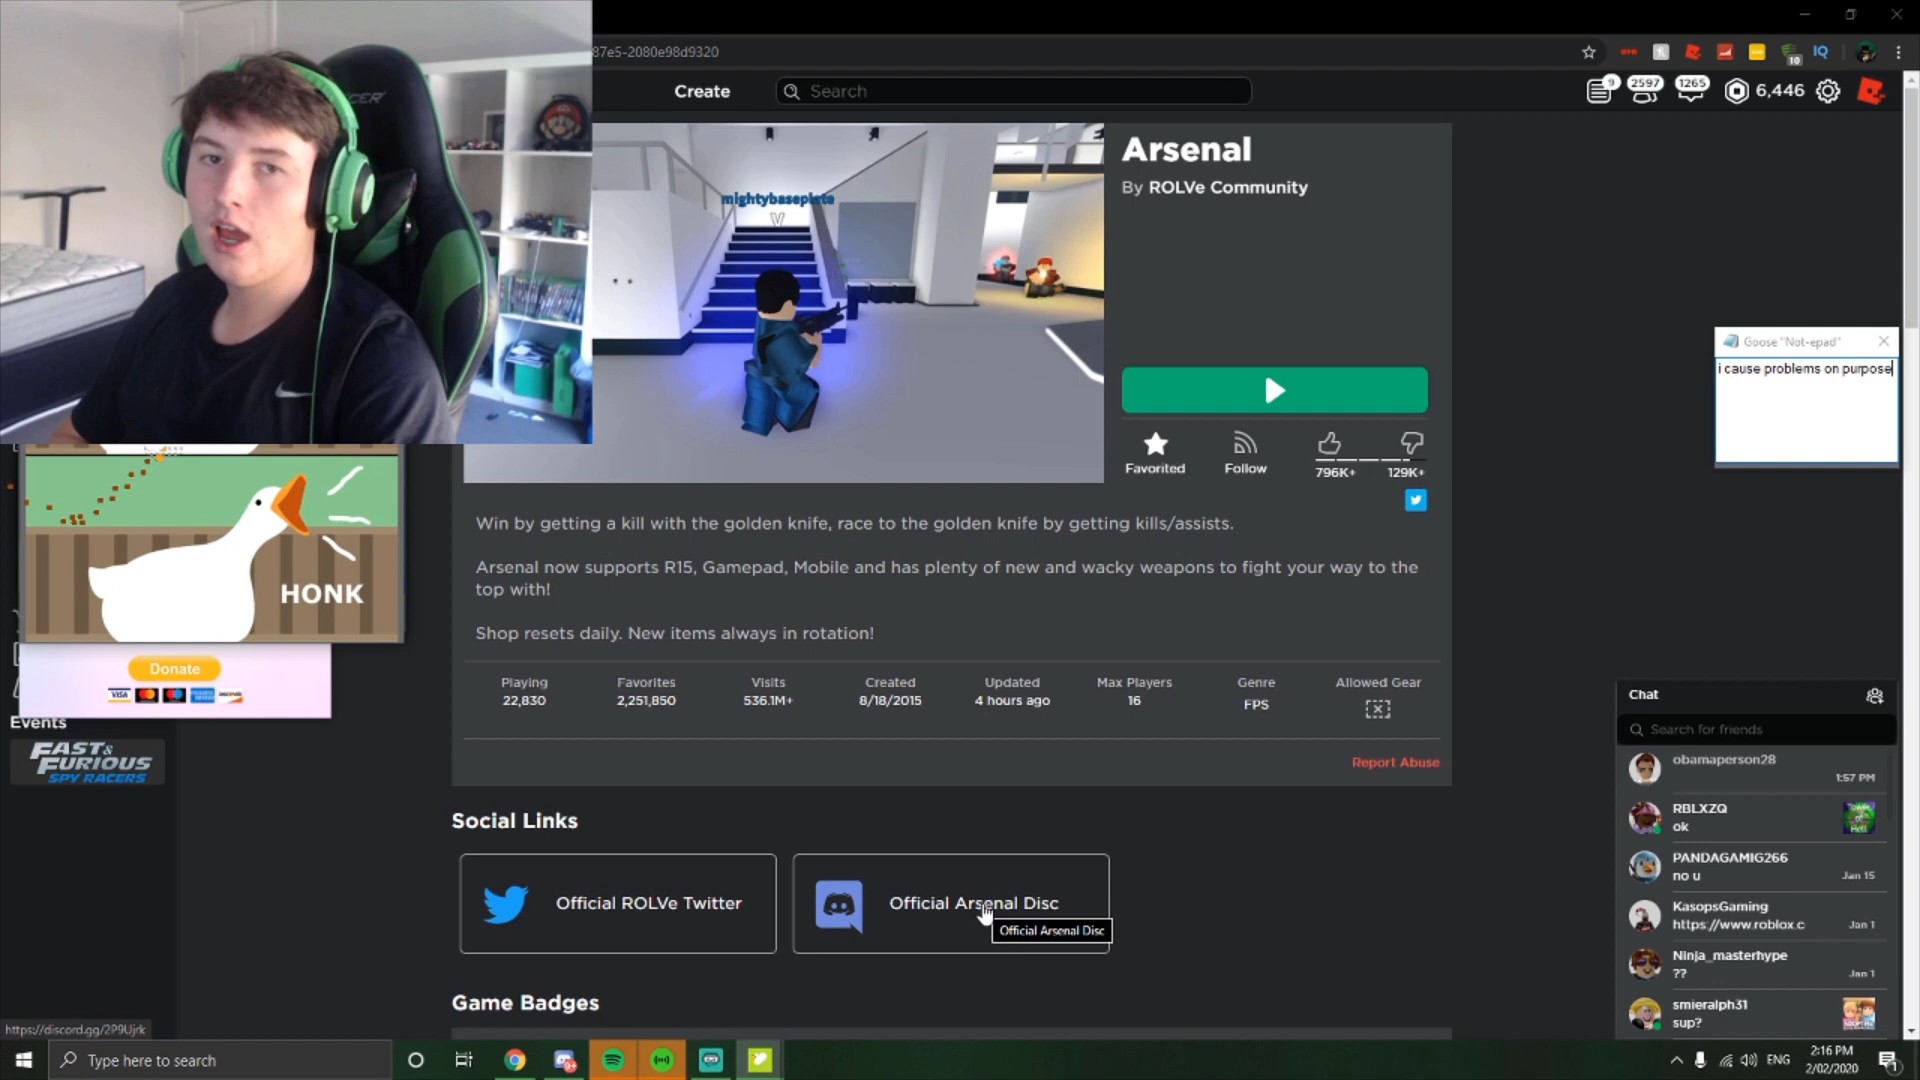 87e5-2080e98d9320
10
IQ
Create
Search
9
2597
1265
6,446
mightybaseplate
Arsenal
By ROLVe Community
Favorited
Follow
796K+
129K+
Goose "Not-epad"
i cause problems on purpose
HONK
Donate
VISA
Events
FAST &
FURIOUS
SPY RACERS
Win by getting a kill with the golden knife, race to the golden knife by getting kills/assists.
Arsenal now supports R15, Gamepad, Mobile and has plenty of new and wacky weapons to fight your way to the
top with!
Shop resets daily. New items always in rotation!
Playing
Favorites
Visits
Created
Updated
Max Players
Genre
Allowed Gear
22,830
2,251,850
536.1M+
8/18/2015
4 hours ago
16
FPS
Report Abuse
Social Links
Official ROLVe Twitter
Official Arsenal Disc
Official Arsenal Disc
Game Badges
Chat
Search for friends
obamaperson28
1:57 PM
RBLXZQ
ok
PANDAGAMIG266
no u
Jan 15
KasopsGaming
https://www.roblox.c
Jan 1
Ninja_masterhype
??
Jan 1
smieralph31
sup?
https://discord.gg/2P9Ujrk
Type here to search
ENG
2:16 PM
2/02/2020
1